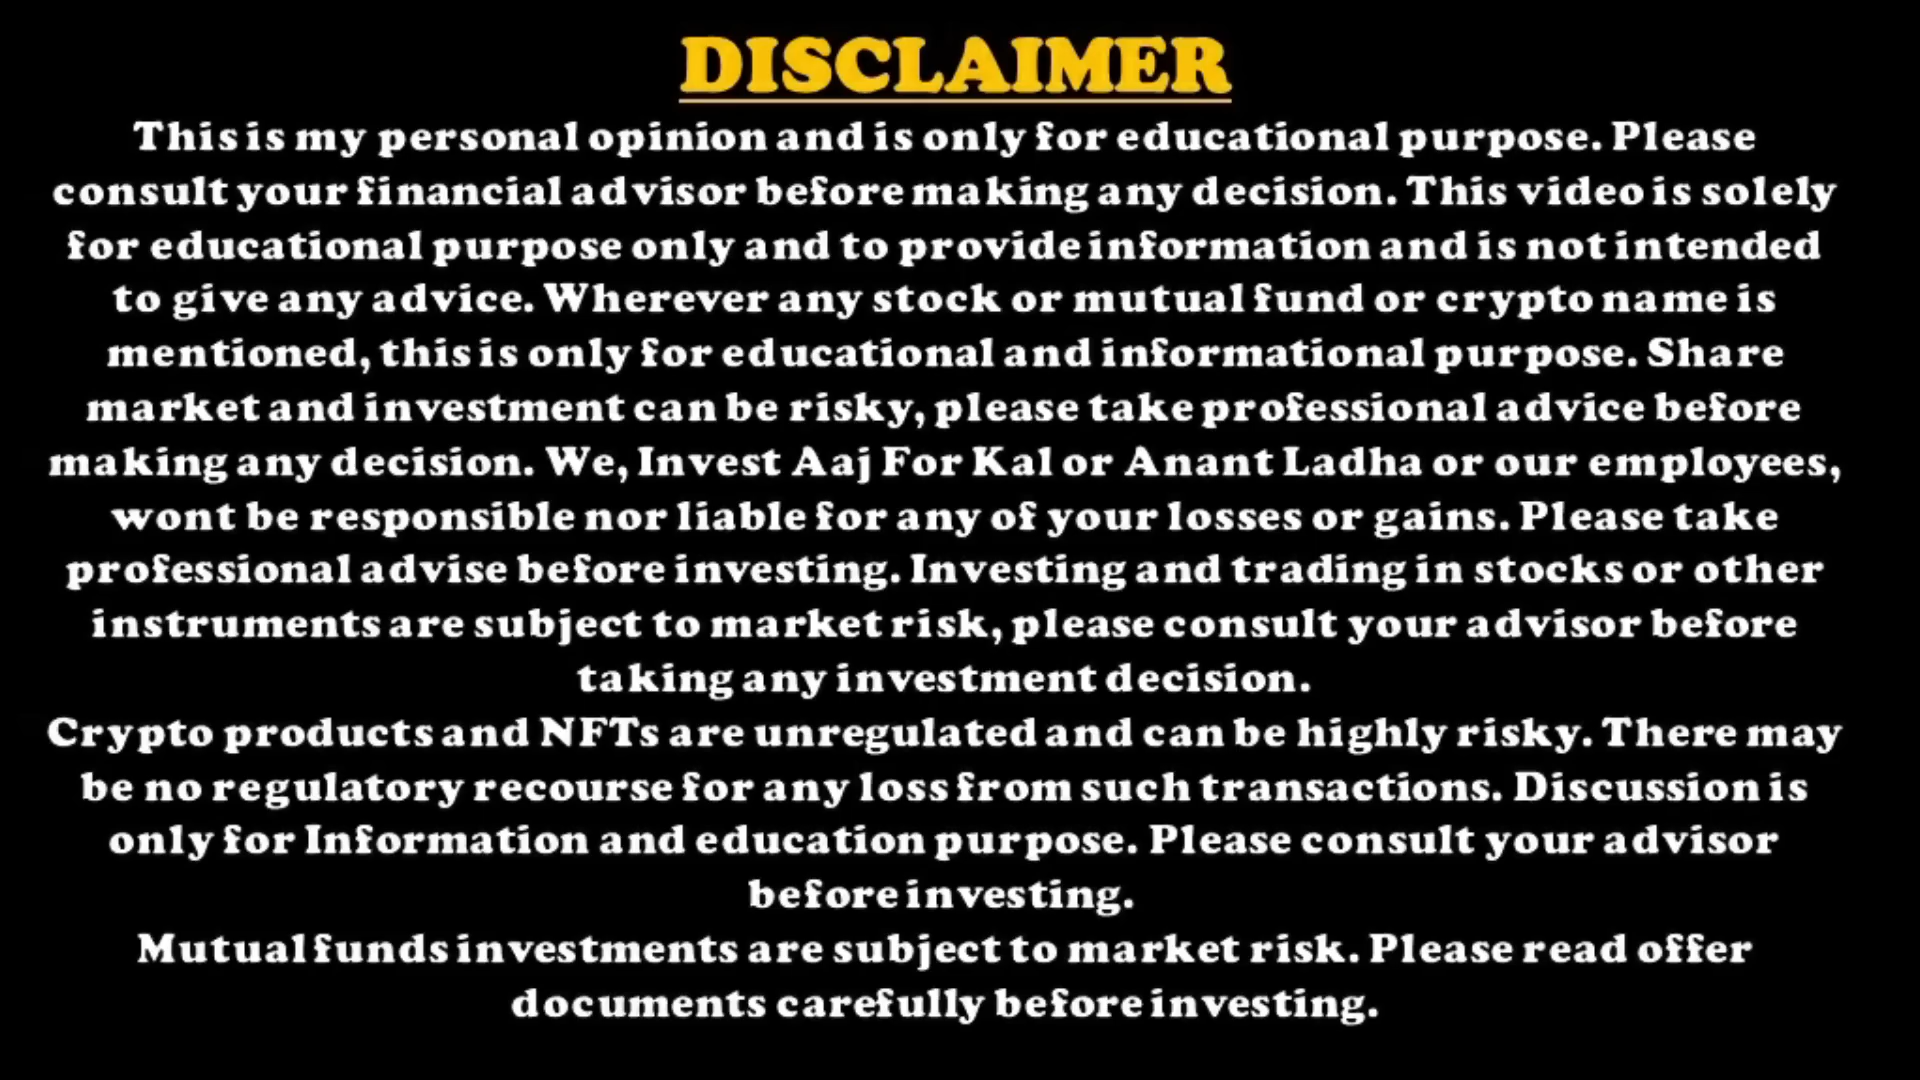 DISCLAIMER
This is my personal opinion and is only for educational purpose. Please
consult your financial advisor before making any decision. This video is solely
for educational purpose only and to provide information and is not intended
to give any advice. Wherever any stock or mutual fund or crypto name is
mentioned, this is only for educational and informational purpose. Share
market and investment can be risky, please take professional advice before
making any decision. We, Invest Aaj For Kal or Anant Ladha or our employees,
wont be responsible nor liable for any of your losses or gains. Please take
professional advise before investing. Investing and trading in stocks or other
instruments are subject to market risk, please consult your advisor before
taking any investment decision.
Crypto products and NFTs are unregulated and can be highly risky. There may
be no regulatory recourse for any loss from such transactions. Discussion is
only for Information and education purpose. Please consult your advisor
before investing.
Mutual funds investments are subject to market risk. Please read offer
documents carefully before investing.